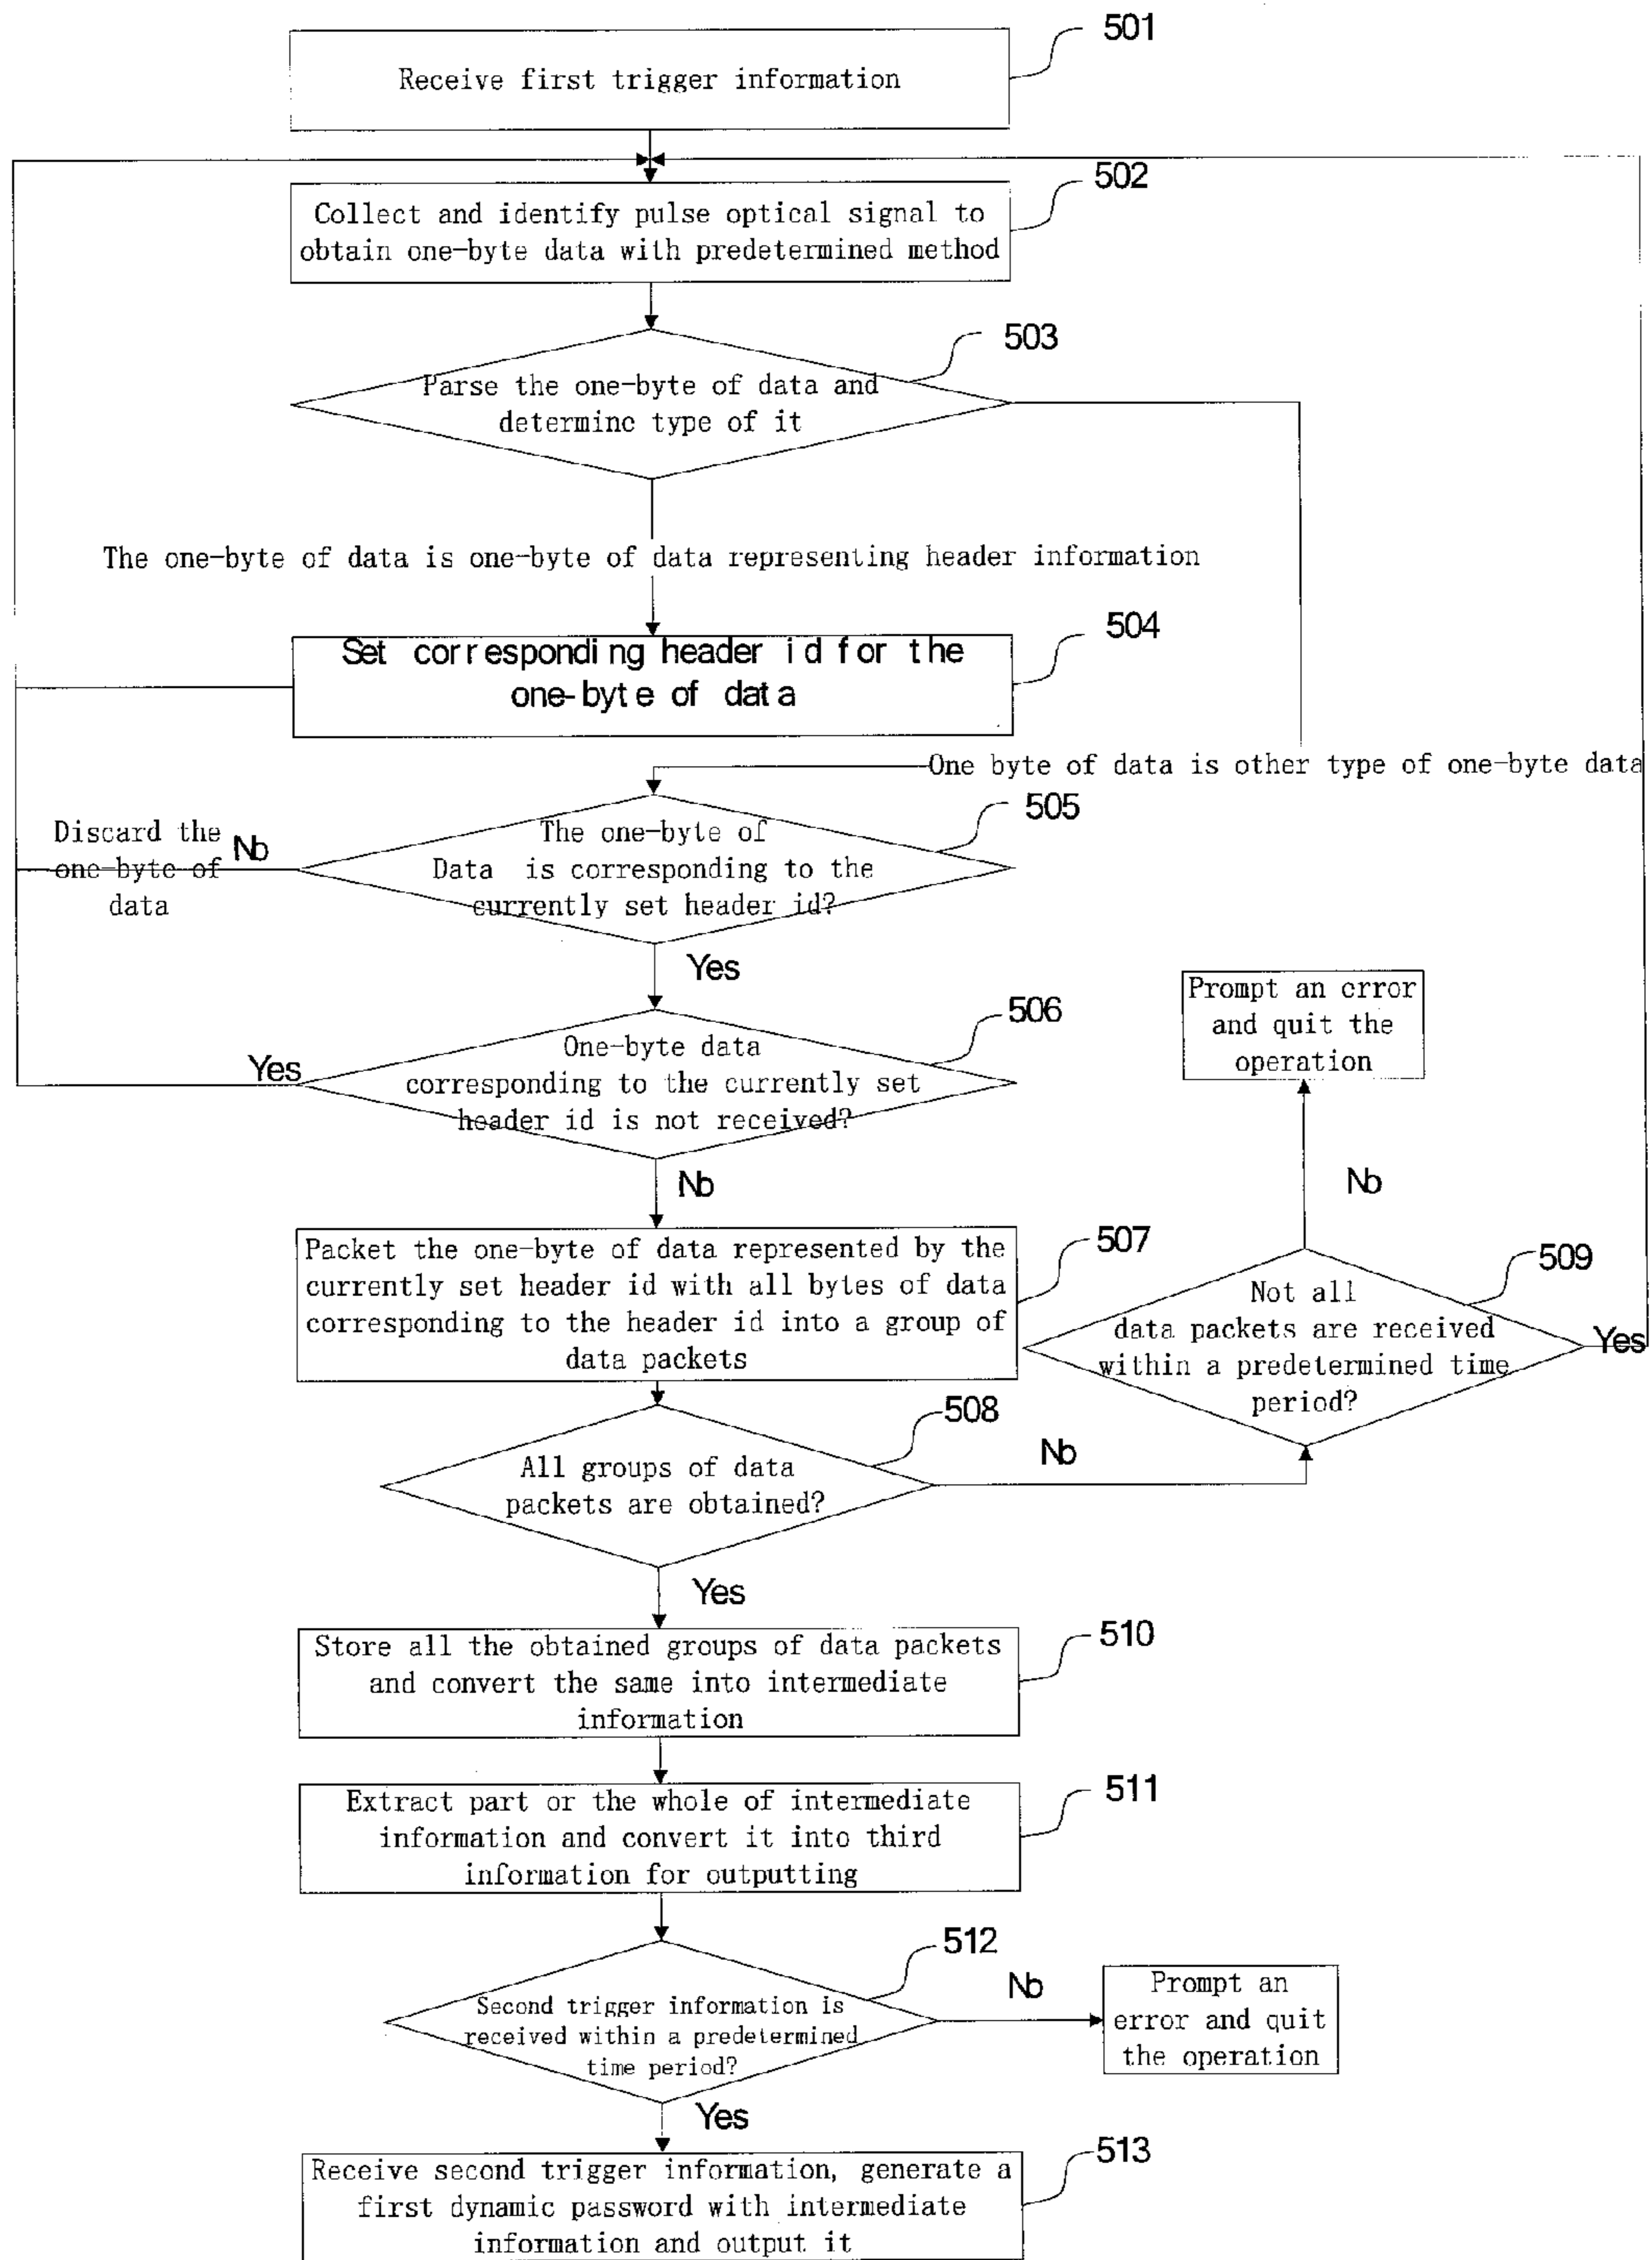 501
Receive first trigger information
502
Collect and identify pulse optical signal to
obtain one-byte data with predetermined method
503
Parse the one-byte of data and
determine type of it
The one-byte of data is one-byte of data representing header information
504
Set corresponding header id for the
one-byte of data
One byte of data is other type of one-byte data
505
Discard the
one-byte of
data
No
The one-byte of
Data is corresponding to the
currently set header id?
Yes
506
One-byte data
corresponding to the currently set
header id is not received?
Yes
No
Prompt an error
and quit the
operation
No
507
Packet the one-byte of data represented by the
currently set header id with all bytes of data
corresponding to the header id into a group of
data packets
509
Not all
data packets are received
within a predetermined time
period?
Yes
508
All groups of data
packets are obtained?
No
Yes
510
Store all the obtained groups of data packets
and convert the same into intermediate
information
511
Extract part or the whole of intermediate
information and convert it into third
information for outputting
512
Second trigger information is
received within a predetermined
time period?
No
Prompt an
error and quit
the operation
Yes
513
Receive second trigger information, generate a
first dynamic password with intermediate
information and output it